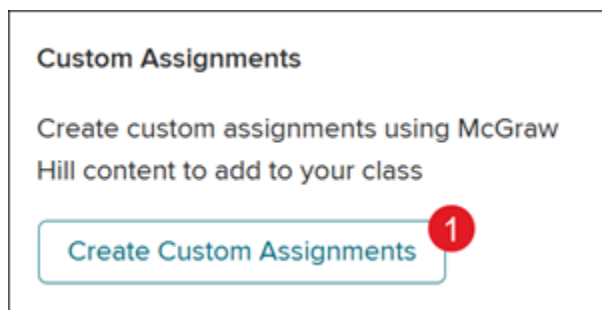 Custom Assignments
Create custom assignments using McGraw
Hill content to add to your class
1
Create Custom Assignments